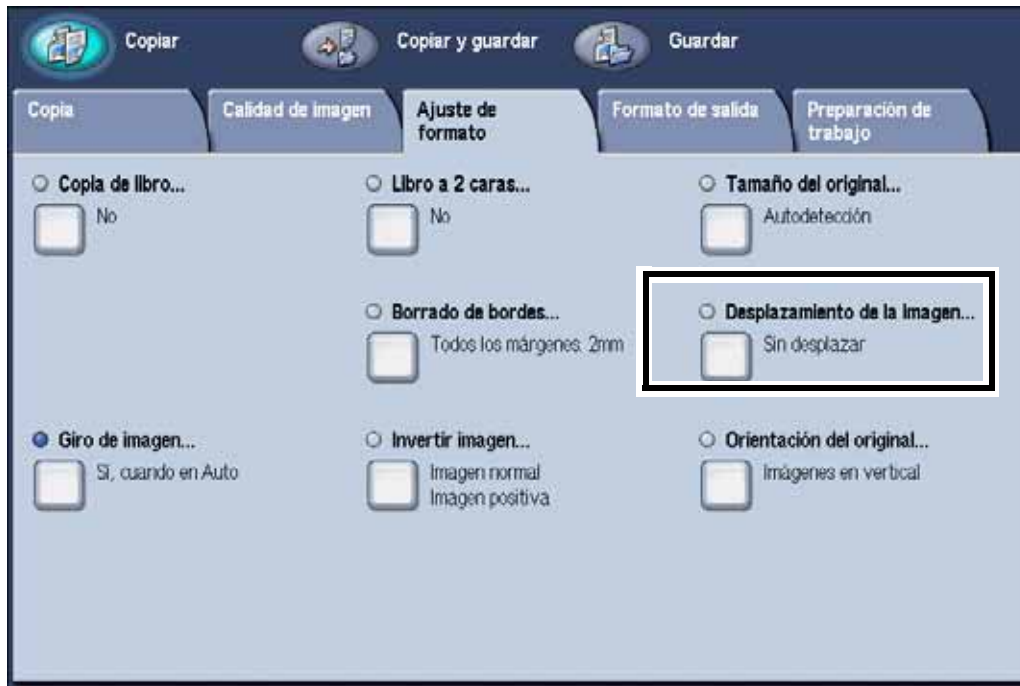 Copiar
Copiar y guardar
Guardar
Copia
Calidad de imagen
Ajuste de
formato
Formato de salida
Preparación de
trabajo
Copia de libro...
No
Libro a 2 caras...
No
Tamaño del original...
Autodetección
Borrado de bordes...
Todos los márgenes. 2mm
Desplazamiento de la imagen...
Sin desplazar
Giro de imagen...
Sí, cuando en Auto
Invertir imagen...
Imagen normal
Imagen positiva
Orientación del original...
Imágenes en vertical